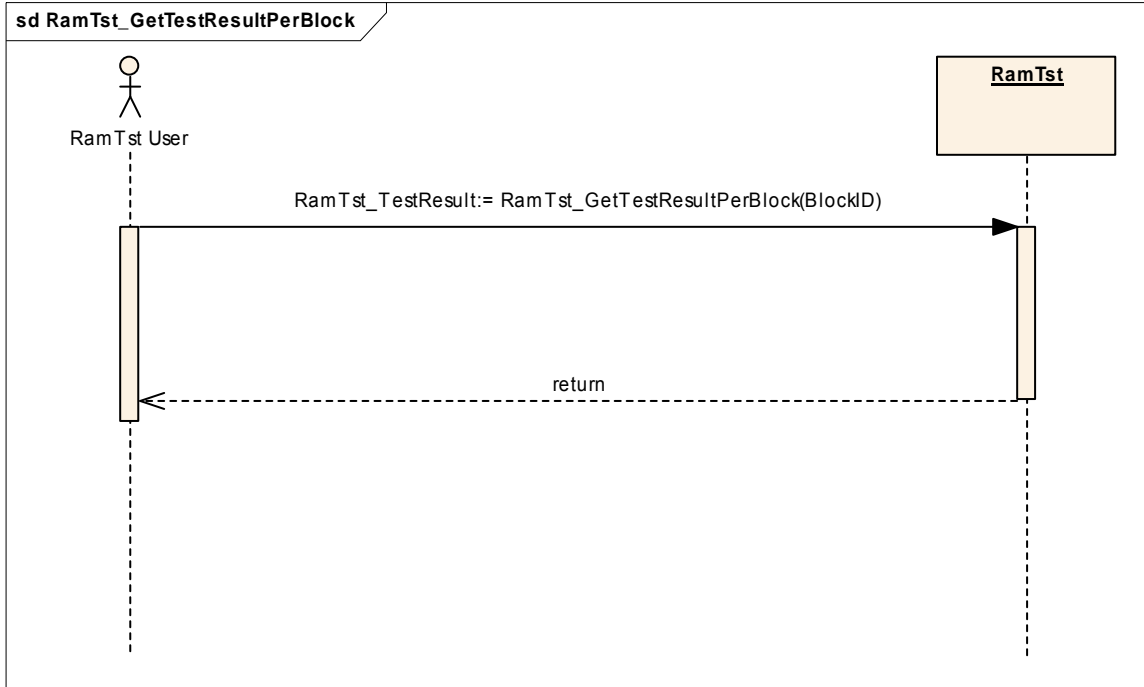 sd RamTst_GetTestResultPerBlock
RamTst User
RamTst
RamTst_TestResult:= RamTst_GetTestResultPerBlock(BlockID)
return